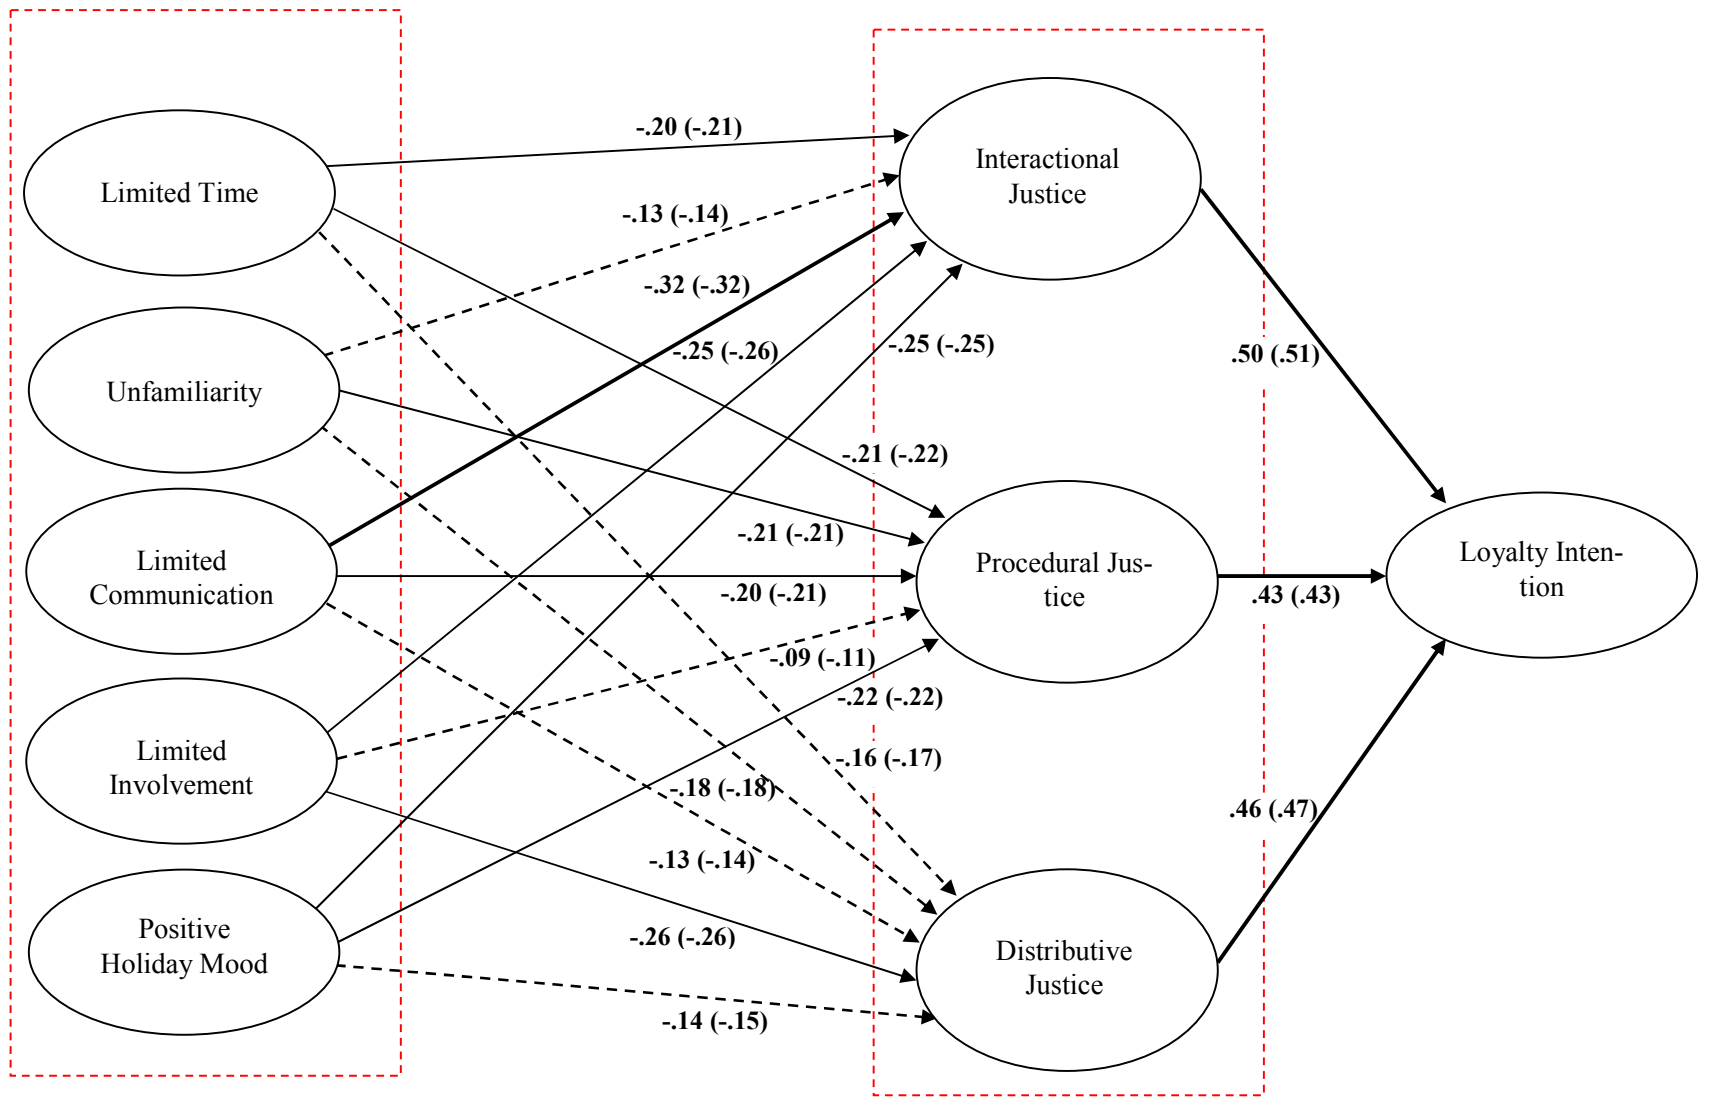 Limited Time
Unfamiliarity
Limited
Communication
Limited
Involvement
Positive
Holiday Mood
-.20 (-.21)
-.13 (-.14)
-.32 (-.32)
-.25 (-.26)
-.25 (-.25)
-.21 (-.22)
-.21 (-.21)
-.20 (-.21)
-.09 (-.11)
-.22 (-.22)
-.16 (-.17)
-.18 (-.18)
-.13 (-.14)
-.26 (-.26)
-.14 (-.15)
Interactional
Justice
Procedural Jus-
tice
Distributive
Justice
.50 (.51)
.43 (.43)
.46 (.47)
Loyalty Inten-
tion